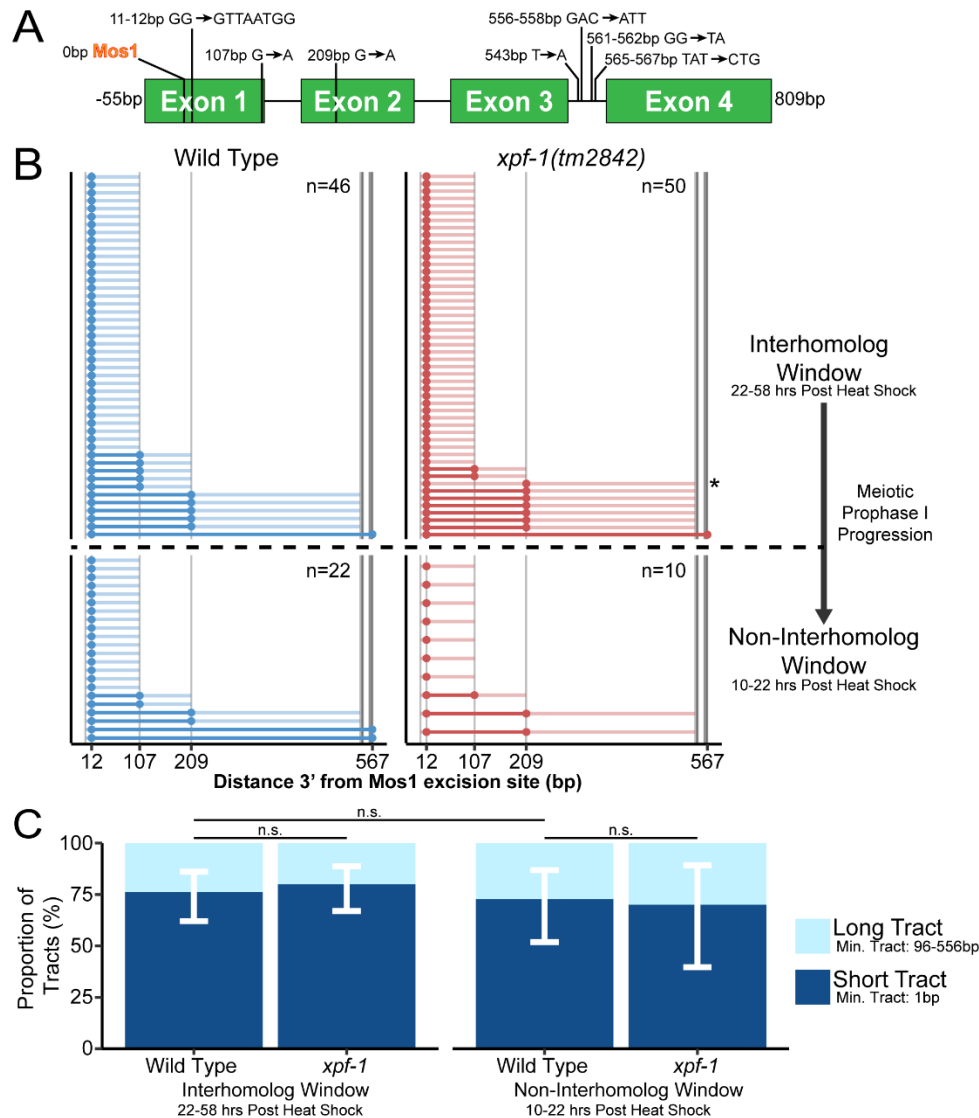 A
11-12bp GG→GTTAATGG
0bp Mos1
107bp G→A
209bp G→A
556-558bp GAC→ATT
561-562bp GG→TA
543bp T→A
565-567bp TAT→CTG
-55bp
Exon 1
Exon 2
Exon 3
Exon 4
809bp
B
Wild Type
xpf-1(tm2842)
n=46
n=50
*
n=22
n=10
Interhomolog
Window
22-58 hrs Post Heat Shock
Meiotic
Prophase I
Progression
Non-Interhomolog
Window
10-22 hrs Post Heat Shock
12 107 209 567
12 107 209 567
Distance 3' from Mos1 excision site (bp)
C
n.s.
n.s.
n.s.
Proportion of
Tracts (%)
100
75
50
25
0
Wild Type
xpf-1
Wild Type
xpf-1
Interhomolog Window
22-58 hrs Post Heat Shock
Non-Interhomolog Window
10-22 hrs Post Heat Shock
Long Tract
Min. Tract: 96-556bp
Short Tract
Min. Tract: 1bp